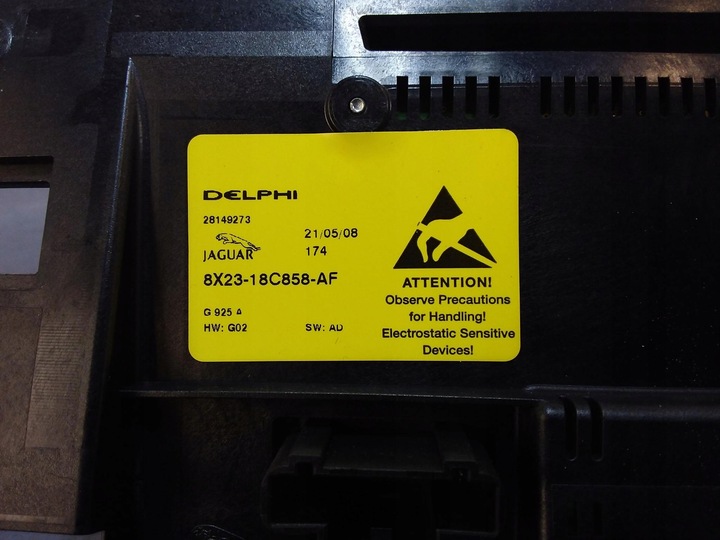 DELPHI
28149273
JAGUAR
21/05/08
174
8X23-18C858-AF
G 925 A
HW: G02 SW: AD
ATTENTION!
Observe Precautions
for Handling!
Electrostatic Sensitive
Devices!